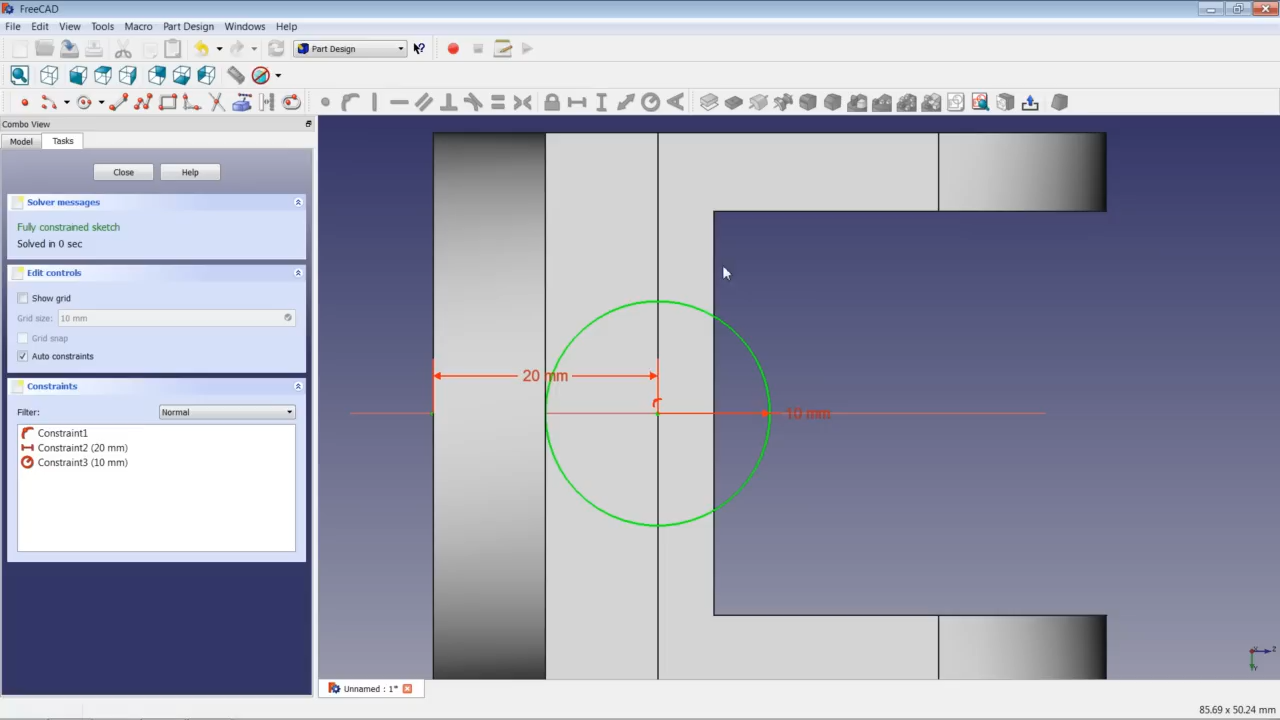 FreeCAD
File Edit View Tools Macro Part Design Windows Help
Part Design
Combo View
Model Tasks
Close Help
Solver messages
Fully constrained sketch
Solved in 0 sec
Edit controls
Show grid
Grid size: 10 mm
Grid snap
Auto constraints
Constraints
Filter: Normal
Constraint1
Constraint2 (20 mm)
Constraint3 (10 mm)
20 mm
10 mm
Unnamed : 1*
85.69 x 50.24 mm